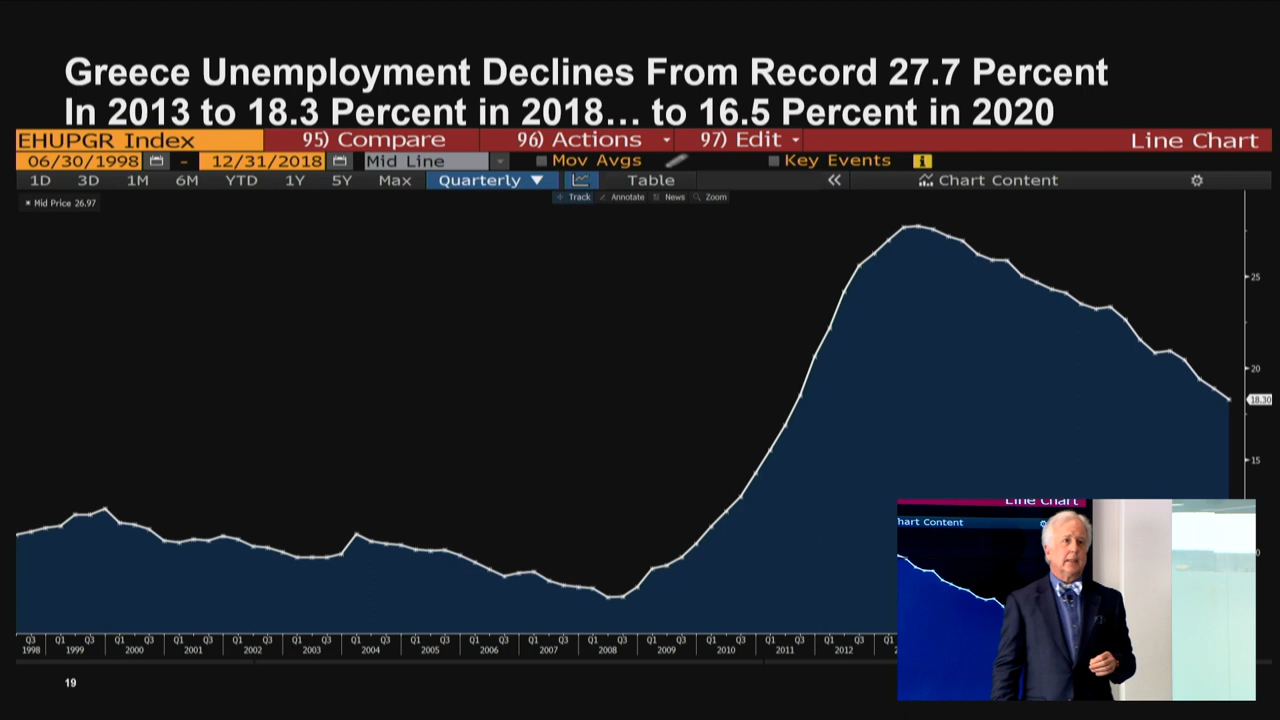 Greece Unemployment Declines From Record 27.7 Percent
In 2013 to 18.3 Percent in 2018... to 16.5 Percent in 2020
EHUPGR Index 95) Compare 96) Actions 97) Edit Line Chart
06/30/1998 - 12/31/2018 Mid Line Mov Avgs Key Events
1D 3D 1M 6M YTD 1Y 5Y Max Quarterly ▼ Table « Chart Content
Track Annotate News Zoom
Mid Price 26.97
25
20
18.30
15
0
Line Chart
hart Content
Q3 Q1 Q3 Q1 Q3 Q1 Q3 Q1 Q3 Q1 Q3 Q1 Q3 Q1 Q3 Q1 Q3 Q1 Q3 Q1 Q3 Q1 Q3 Q1 Q3 Q1 Q3 Q1 Q3 Q1
1998 1999 2000 2001 2002 2003 2004 2005 2006 2007 2008 2009 2010 2011 2012 2
19